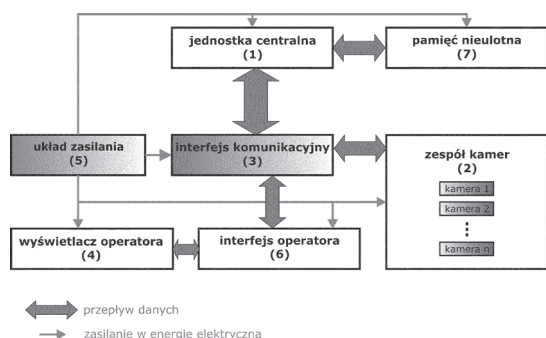 jednostka centralna
(1)
pamięć nieulotna
(7)
układ zasilania
(5)
interfejs komunikacyjny
(3)
zespół kamer
(2)
kamera 1
kamera 2
kamera n
wyświetlacz operatora
(4)
interfejs operatora
(6)
przepływ danych
zasilanie w energię elektryczną